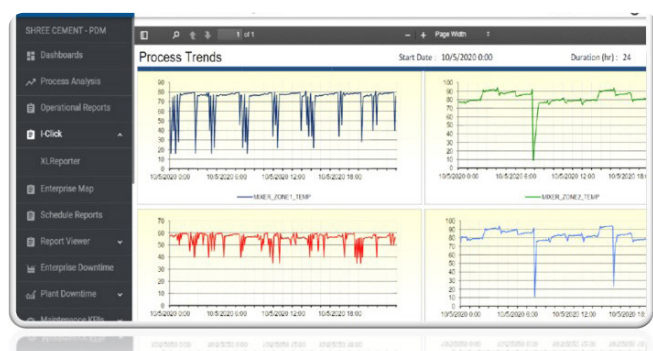 SHREE CEMENT - PDM
Dashboards
Process Analysis
Operational Reports
I-Click
XLReporter
Enterprise Map
Schedule Reports
Report Viewer
Enterprise Downtime
Plant Downtime
Maintenance KPIs
1 of 1
- + Page Width
Process Trends Start Date : 10/5/2020 0:00 Duration (hr) : 24
90
80
70
60
50
40
30
20
10
0
10/5/2020 0:00 10/5/2020 6:00 10/5/2020 12:00 10/5/2020 18:00
MIXER_ZONE1_TEMP
100
90
80
70
60
50
40
30
20
10
0
10/5/2020 0:00 10/5/2020 6:00 10/5/2020 12:00 10/5/2020 18:
MIXER_ZONE2_TEMP
70
60
50
40
30
20
10
0
10/5/2020 0:00 10/5/2020 6:00 10/5/2020 12:00 10/5/2020 18:00
100
90
80
70
60
50
40
30
20
10
0
10/5/2020 0:00 10/5/2020 6:00 10/5/2020 12:00 10/5/2020 18